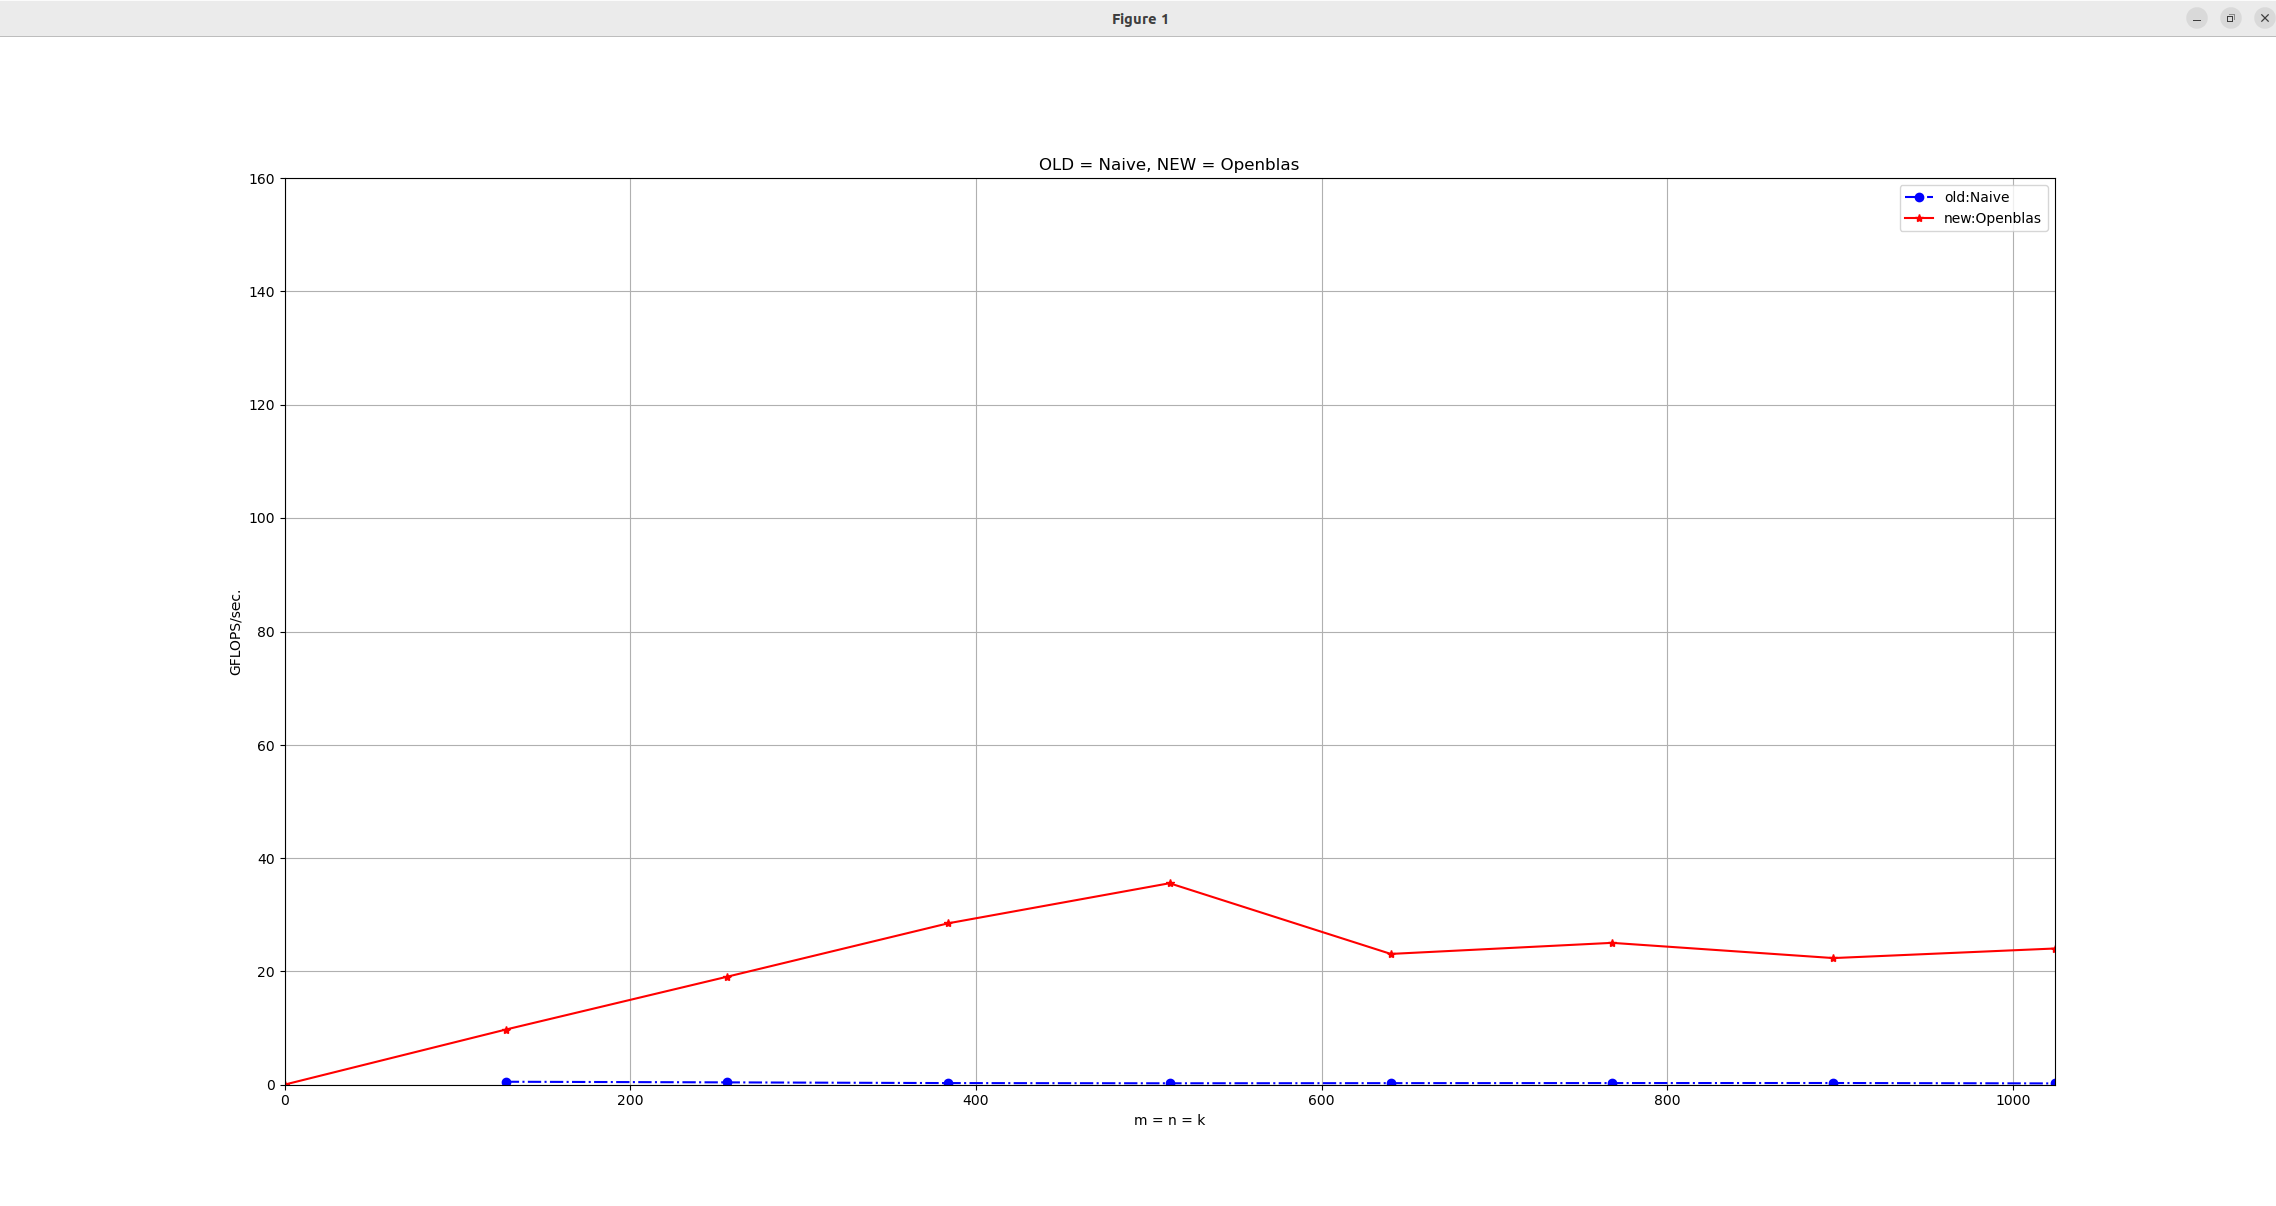 Figure 1
OLD = Naive, NEW = Openblas
old:Naive
new:Openblas
160
140
120
100
80
60
40
20
0
GFLOPS/sec.
0 200 400 600 800 1000
m = n = k